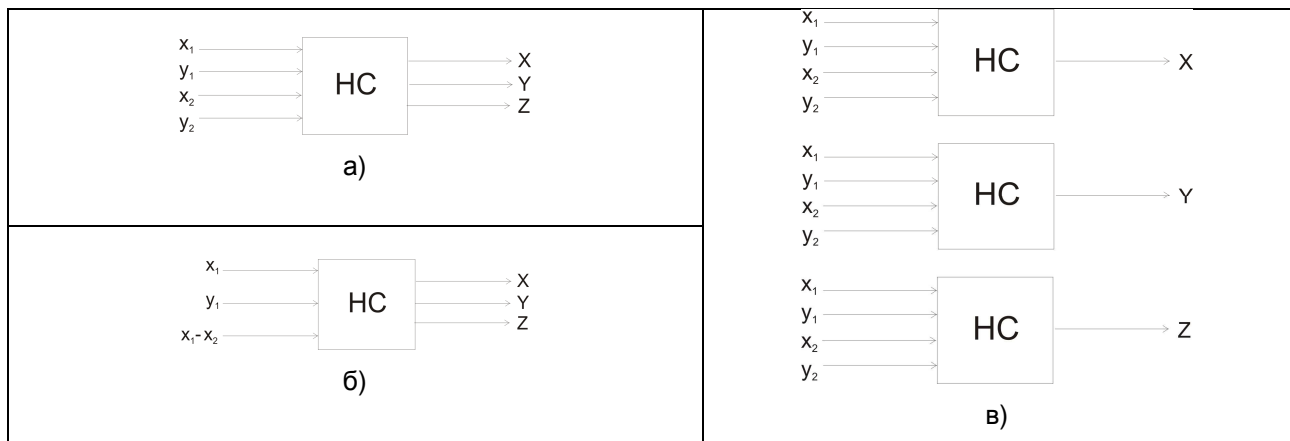 x₁
y₁
x₂
y₂
НС
X
Y
Z
а)
x₁
y₁
x₁- x₂
НС
X
Y
Z
б)
x₁
y₁
x₂
y₂
НС
X
x₁
y₁
x₂
y₂
НС
Y
x₁
y₁
x₂
y₂
НС
Z
в)